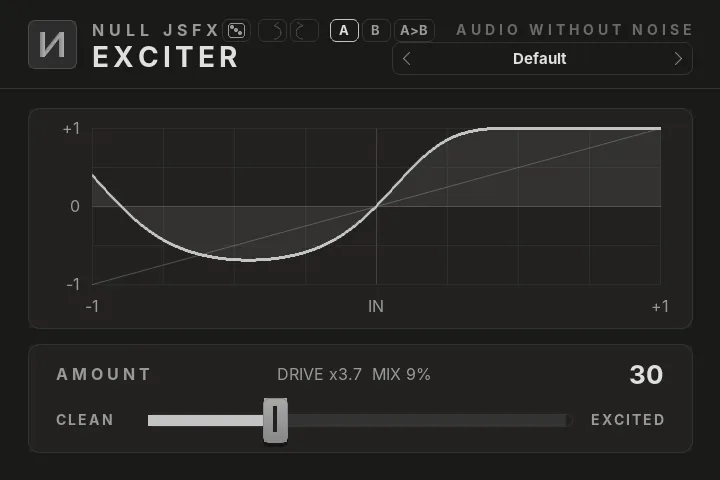 NULL JSFX A B A>B AUDIO WITHOUT NOISE
EXCITER
Default
+1
0
-1
-1 IN +1
AMOUNT DRIVE x3.7 MIX 9% 30
CLEAN EXCITED